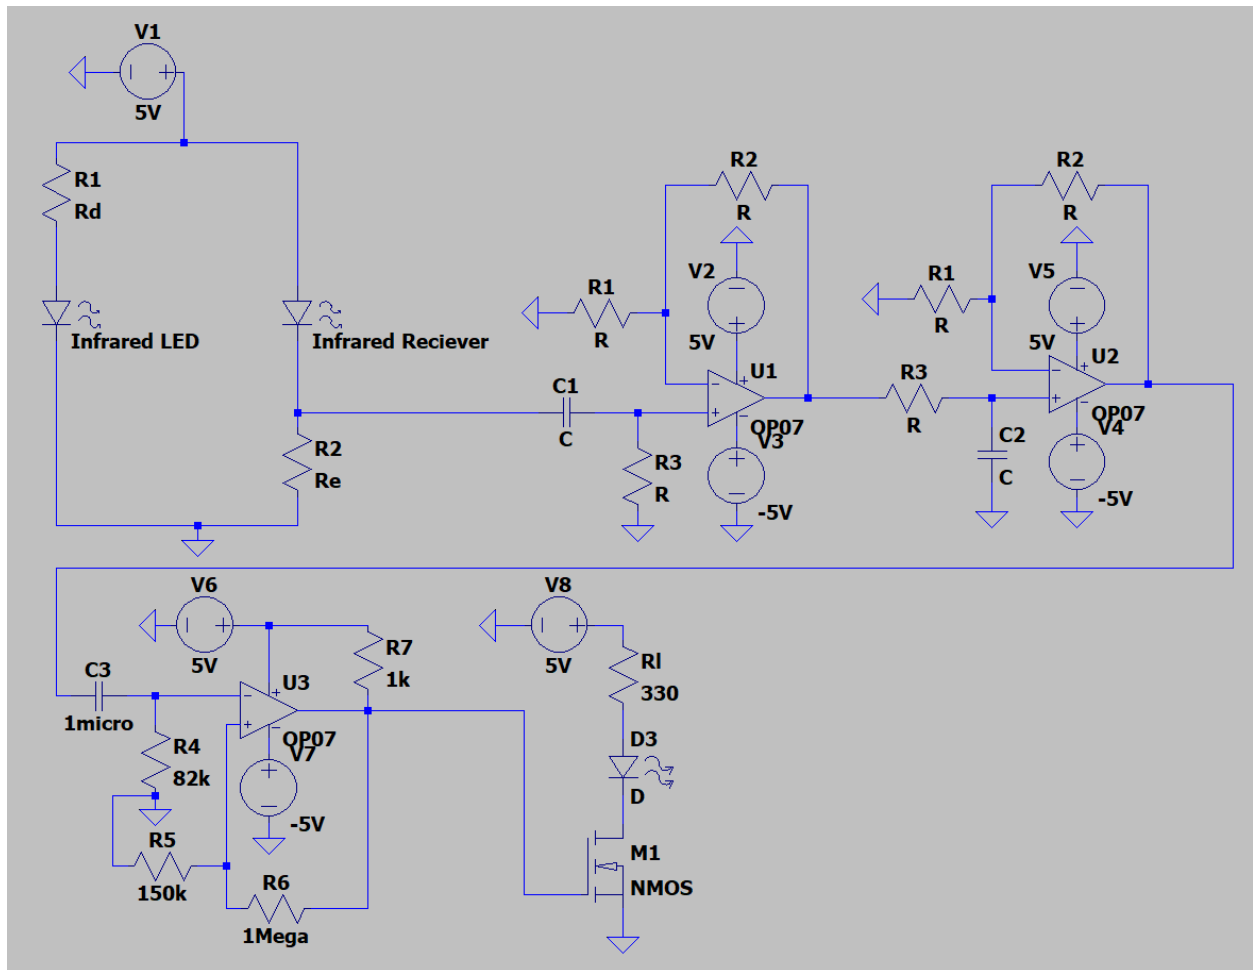 V1
5V
R1
Rd
Infrared LED
Infrared Reciever
R2
Re
C1
C
R3
R
R1
R
R2
R
V2
5V
U1
OP07
V3
-5V
R3
R
C2
C
R1
R
R2
R
V5
5V
U2
OP07
V4
-5V
V6
5V
R7
1k
C3
1micro
U3
OP07
V7
-5V
R4
82k
R5
150k
R6
1Mega
V8
5V
Rl
330
D3
D
M1
NMOS